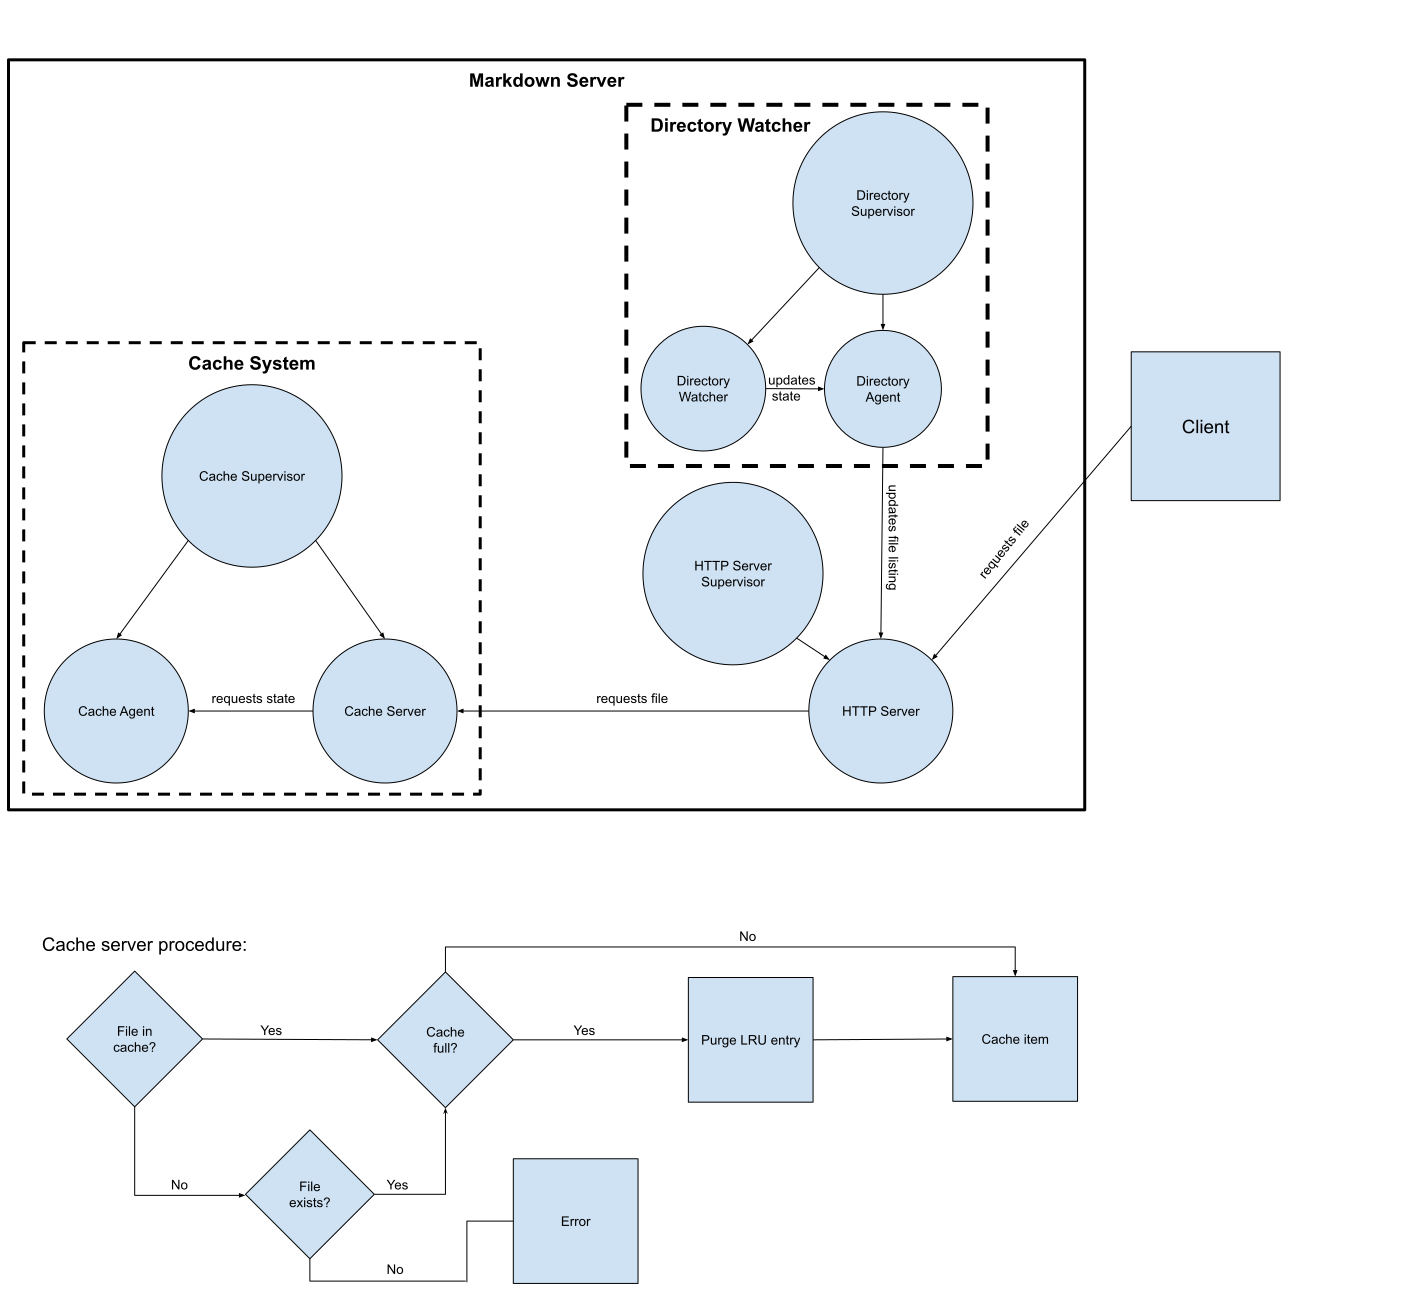 Markdown Server
Directory Watcher
Directory
Supervisor
Directory
Watcher
updates
state
Directory
Agent
Cache System
Cache Supervisor
Client
updates file listing
requests file
HTTP Server
Supervisor
Cache Agent
requests state
Cache Server
requests file
HTTP Server
Cache server procedure:
No
File in
cache?
Yes
Cache
full?
Yes
Purge LRU entry
Cache item
No
File
exists?
Yes
Error
No